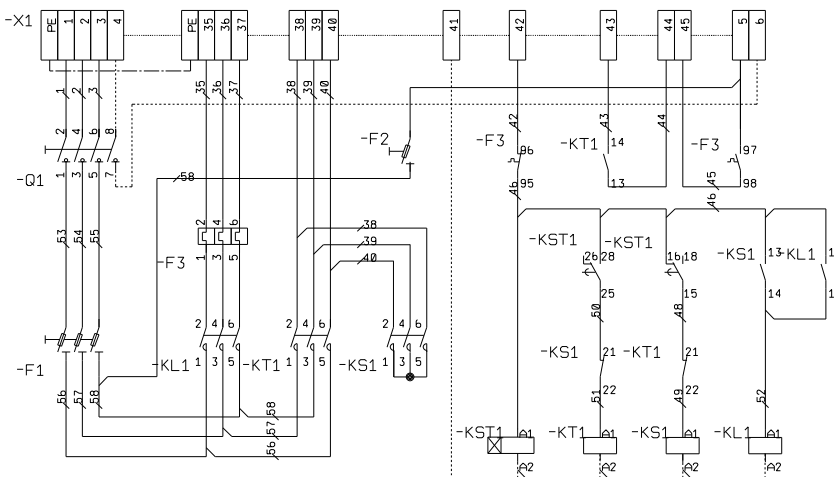 -X1 PE 1 2 3 4 PE 35 36 37 38 39 40 41 42 43 44 45 5 6
1 2 3 35 36 37 38 39 40
42 43 44
2 4 6 8 -F2 -F3 96 -KT1 14 -F3 97
-Q1 1 3 5 7 58 95 13 45 98
46 46
53 54 55 2 4 6 38
-KST1 -KST1
39
-F3 1 3 5 40 26 28 16 18 -KS1 13 -KL1 1
25 15 14 1
50 48
2 4 6 2 4 6 2 4 6
-F1 -KL1 1 3 5 -KT1 1 3 5 -KS1 1 3 5 -KS1 21 -KT1 21
56 57 58 51 22 49 22 52
58
57 -KST1 A1 -KT1 A1 -KS1 A1 -KL1 A1
56
A2 A2 A2 A2